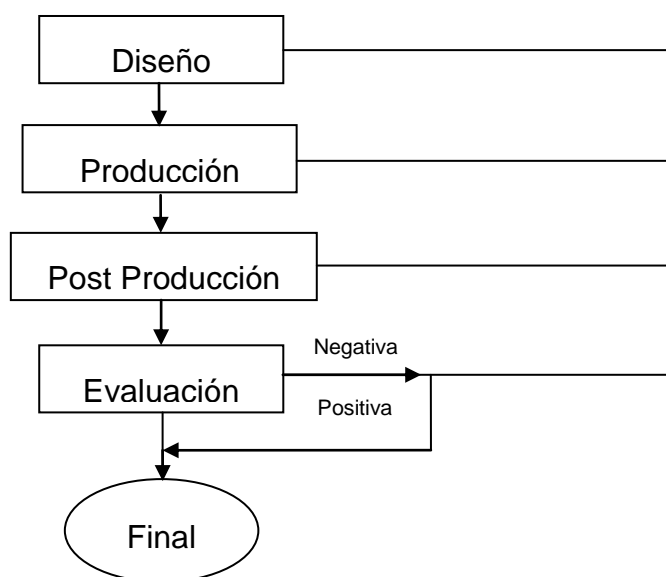 Diseño
Producción
Post Producción
Negativa
Evaluación
Positiva
Final